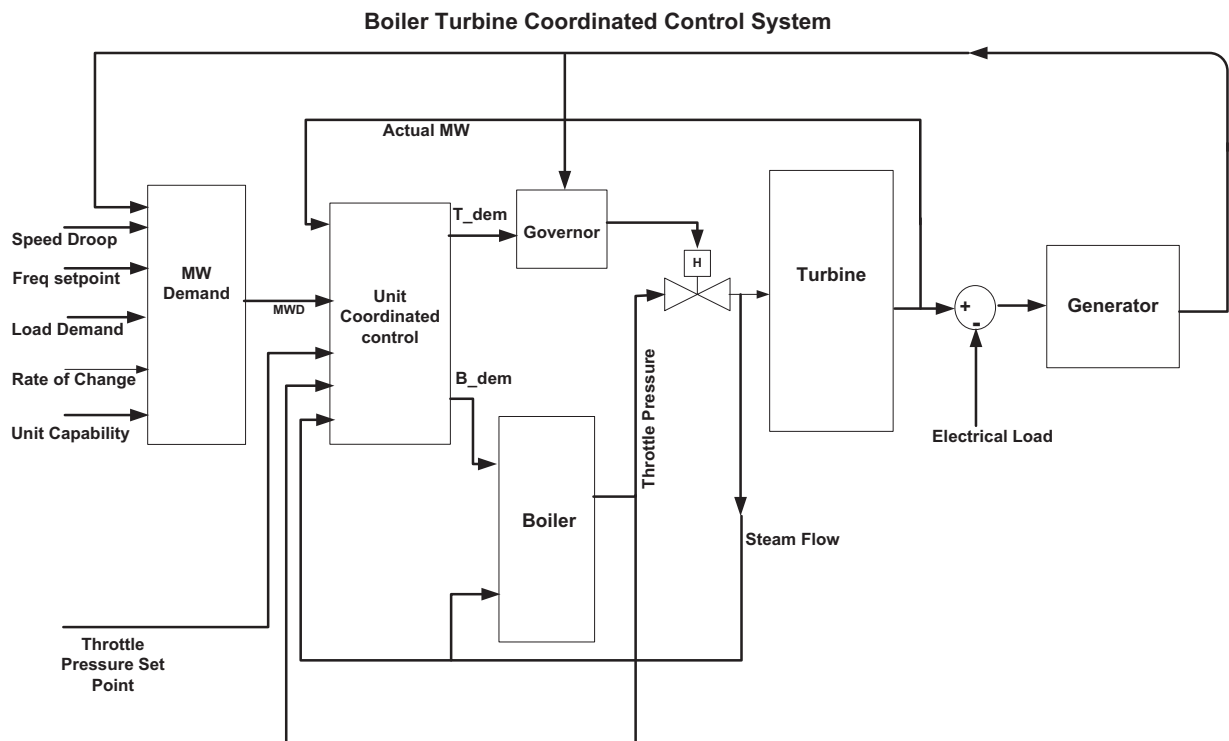 Boiler Turbine Coordinated Control System
Actual MW
T_dem
Governor
H
Speed Droop
Freq setpoint
MW
Demand
Load Demand
Rate of Change
Unit Capability
MWD
Unit
Coordinated
control
B_dem
Turbine
+
-
Generator
Electrical Load
Throttle Pressure
Boiler
Steam Flow
Throttle
Pressure Set
Point